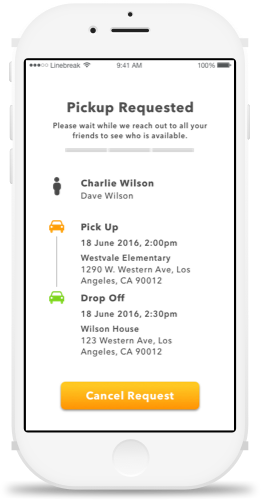 Linebreak 9:41 AM 100%
Pickup Requested
Please wait while we reach out to all your
friends to see who is available.
Charlie Wilson
Dave Wilson
Pick Up
18 June 2016, 2:00pm
Westvale Elementary
1290 W. Western Ave, Los
Angeles, CA 90012
Drop Off
18 June 2016, 2:30pm
Wilson House
123 Western Ave, Los
Angeles, CA 90012
Cancel Request